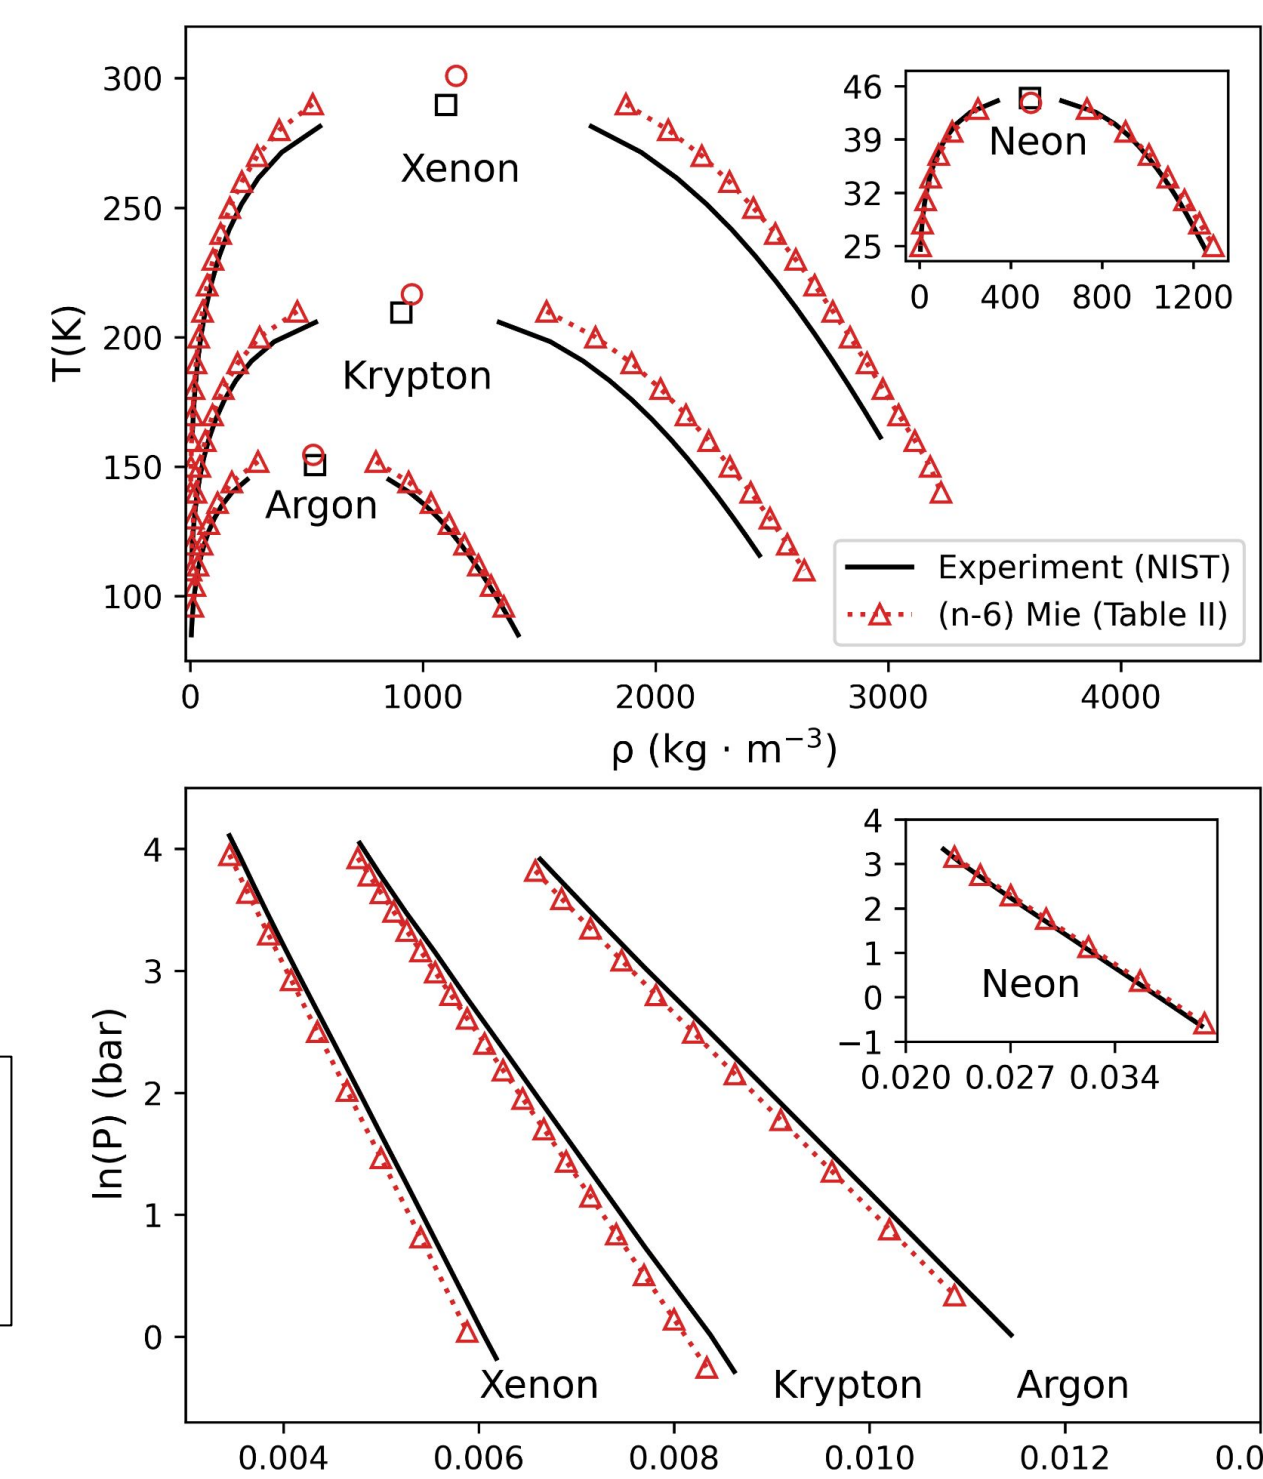 300
250
200
150
100
T(K)
Xenon
Krypton
Argon
46
39
32
25
Neon
0 400 800 1200
Experiment (NIST)
(n-6) Mie (Table II)
0 1000 2000 3000 4000
ρ (kg · m⁻³)
4
3
2
1
0
ln(P) (bar)
4
3
2
1
0
−1
Neon
0.020 0.027 0.034
Xenon Krypton Argon
0.004 0.006 0.008 0.010 0.012 0.0